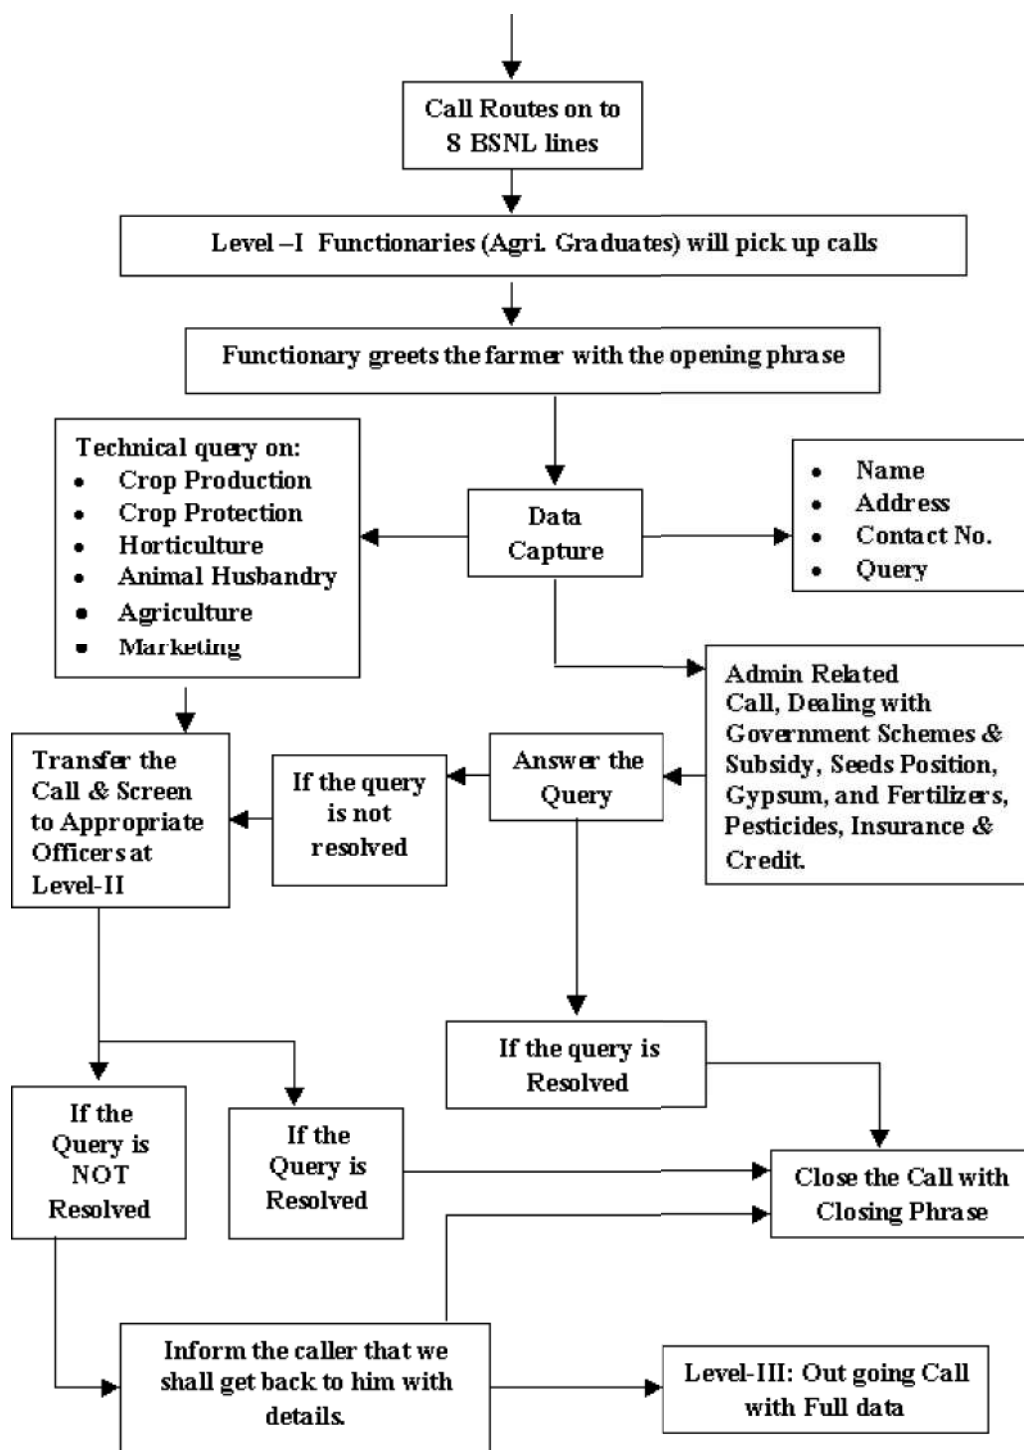 Call Routes on to
8 BSNL lines
Level –I Functionaries (Agri. Graduates) will pick up calls
Functionary greets the farmer with the opening phrase
Technical query on:
• Crop Production
• Crop Protection
• Horticulture
• Animal Husbandry
• Agriculture
• Marketing
Data
Capture
• Name
• Address
• Contact No.
• Query
Admin Related
Call, Dealing with
Government Schemes &
Subsidy, Seeds Position,
Gypsum, and Fertilizers,
Pesticides, Insurance &
Credit.
Answer the
Query
If the query
is not
resolved
Transfer the
Call & Screen
to Appropriate
Officers at
Level-II
If the query is
Resolved
If the
Query is
NOT
Resolved
If the
Query is
Resolved
Close the Call with
Closing Phrase
Inform the caller that we
shall get back to him with
details.
Level-III: Out going Call
with Full data